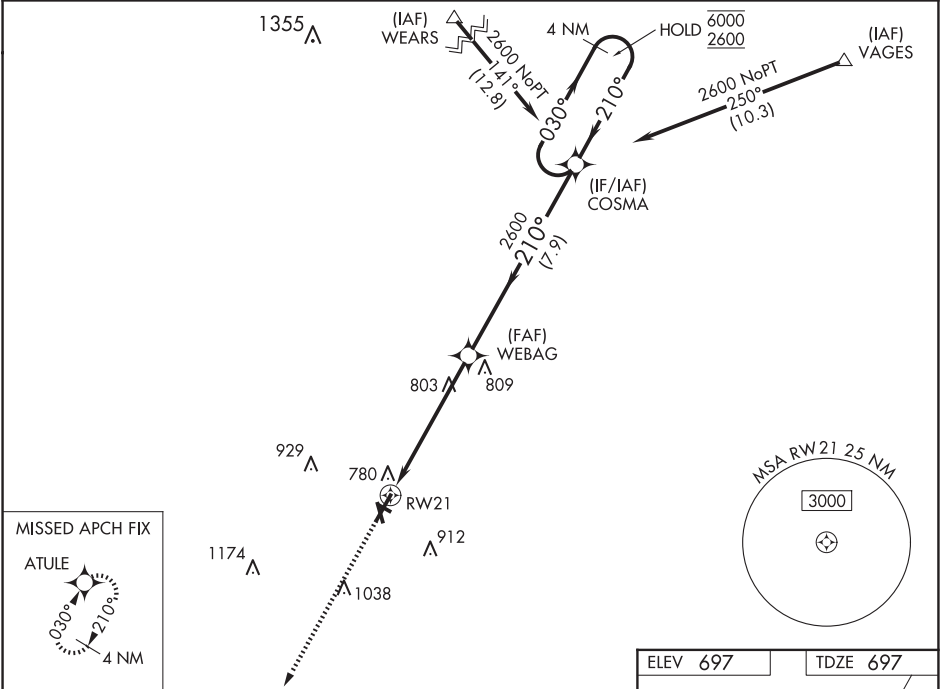 1355
(IAF)
WEARS
2600 NoPT
141°
(12.8)
4 NM
HOLD 6000
2600
030°
210°
(IAF)
VAGES
2600 NoPT
250°
(10.3)
(IF/IAF)
COSMA
2600
210°
(7.9)
(FAF)
WEBAG
803
809
929
780
RW21
912
1174
1038
MSA RW21 25 NM
3000
MISSED APCH FIX
ATULE
030°
210°
4 NM
ELEV 697
TDZE 697